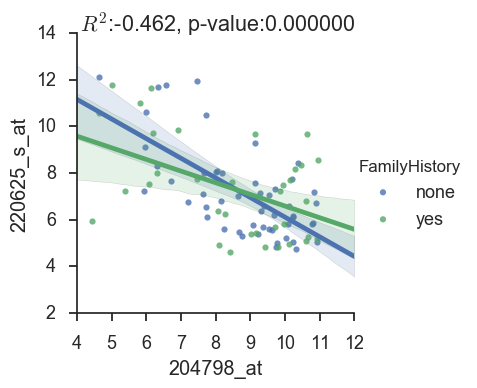 R²:-0.462, p-value:0.000000
14
12
10
8
6
4
2
220625_s_at
4 5 6 7 8 9 10 11 12
204798_at
FamilyHistory
none
yes